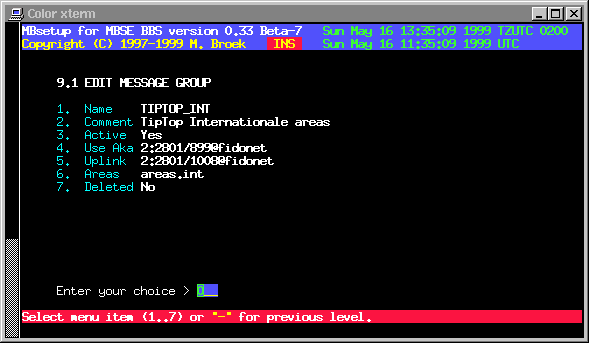 Color xterm
MBsetup for MBSE BBS version 0.33 Beta-7 Sun May 16 13:35:09 1999 TZUTC 0200
Copyright (C) 1997-1999 M. Broek INS Sun May 16 11:35:09 1999 UTC
9.1 EDIT MESSAGE GROUP
1. Name TIPTOP_INT
2. Comment TipTop Internationale areas
3. Active Yes
4. Use Aka 2:2801/899@fidonet
5. Uplink 2:2801/1008@fidonet
6. Areas areas.int
7. Deleted No
Enter your choice > 0__
Select menu item (1..7) or "-" for previous level.